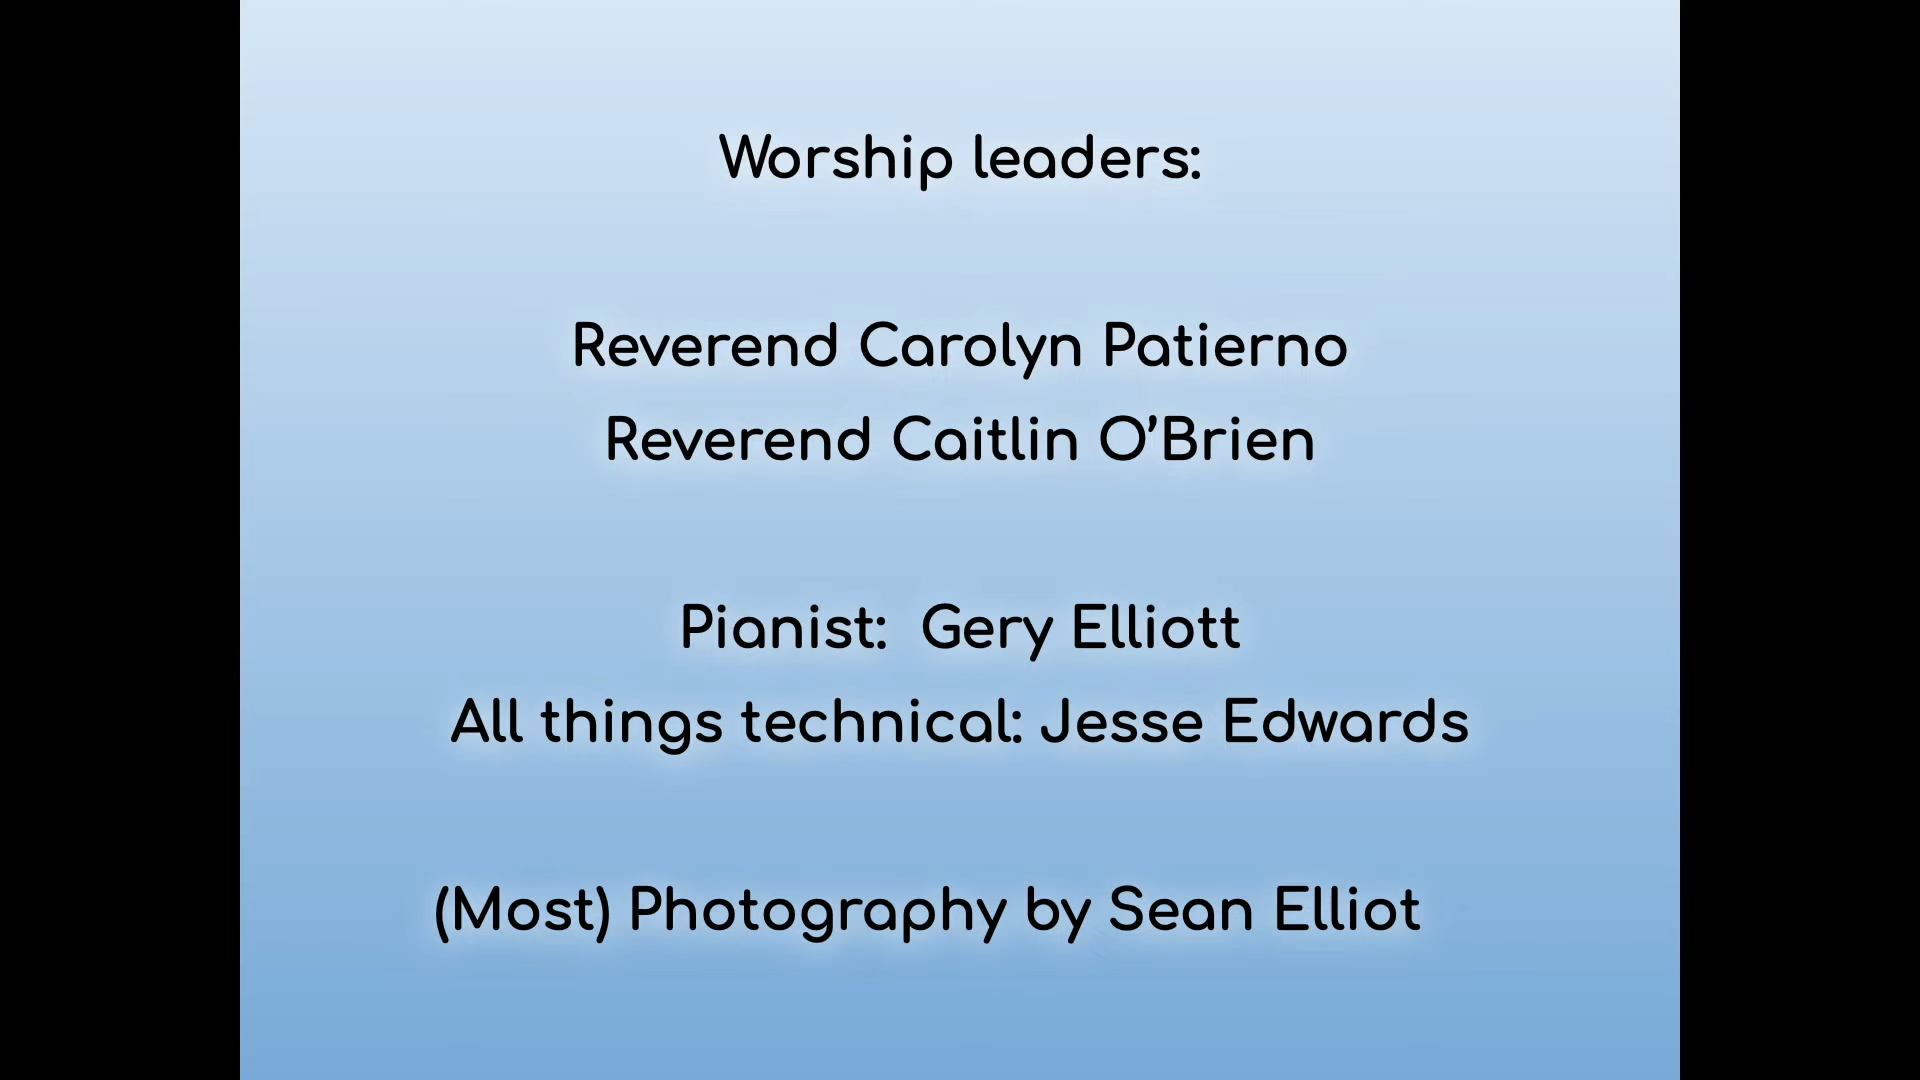 Worship leaders:
Reverend Carolyn Patierno
Reverend Caitlin O’Brien
Pianist:  Gery Elliott
All things technical: Jesse Edwards
(Most) Photography by Sean Elliot